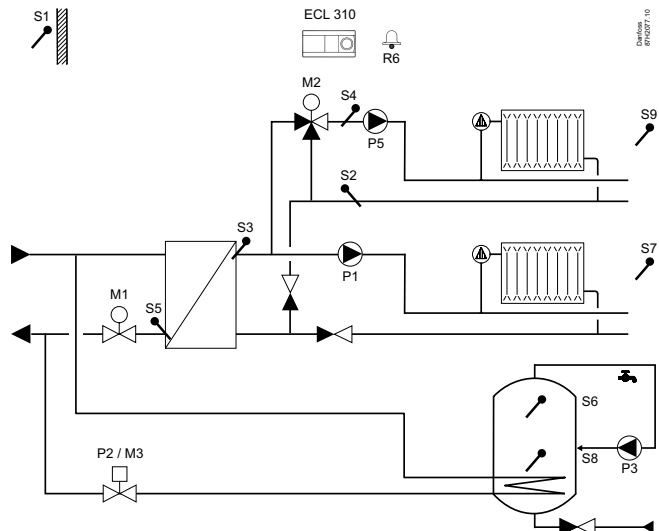 S1
ECL 310
R6
Danfoss
87H2077.10
M2
S4
P5
S9
S2
S3
P1
S7
M1
S5
S6
S8
P3
P2 / M3